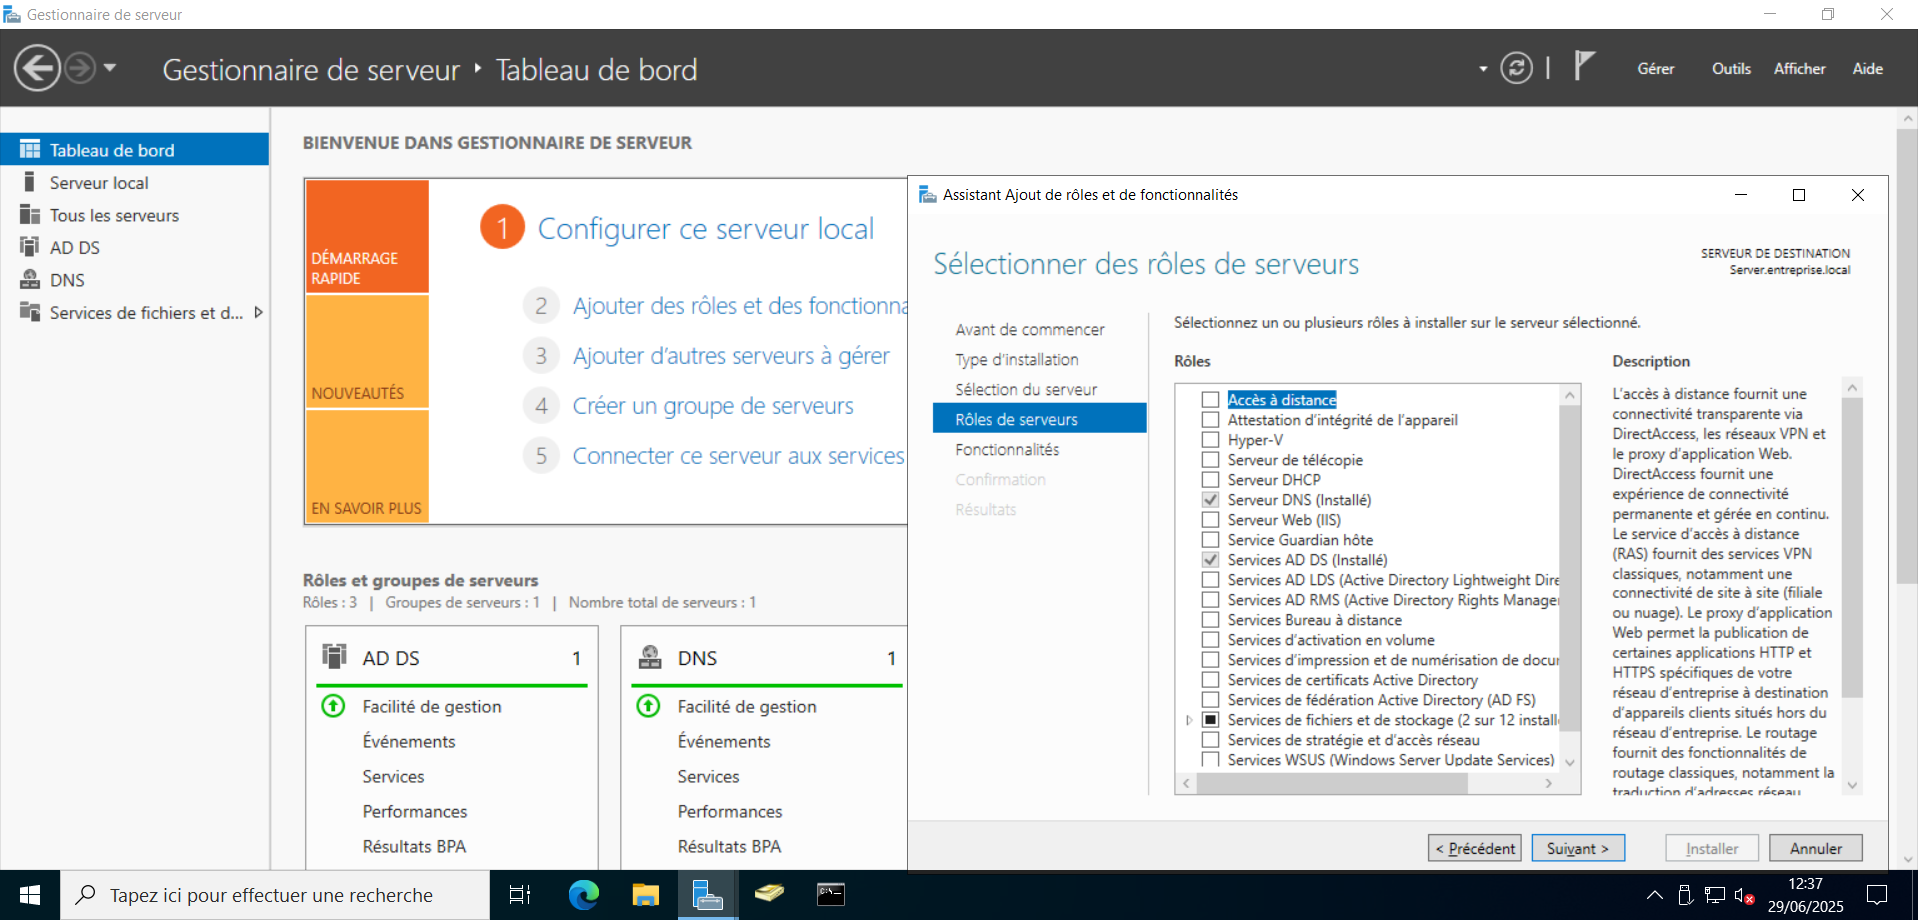 Gestionnaire de serveur
Gestionnaire de serveur ‣ Tableau de bord
Gérer Outils Afficher Aide
Tableau de bord
Serveur local
Tous les serveurs
AD DS
DNS
Services de fichiers et d...
BIENVENUE DANS GESTIONNAIRE DE SERVEUR
DÉMARRAGE
RAPIDE
NOUVEAUTÉS
EN SAVOIR PLUS
1 Configurer ce serveur local
2 Ajouter des rôles et des fonctionna
3 Ajouter d’autres serveurs à gérer
4 Créer un groupe de serveurs
5 Connecter ce serveur aux services
Rôles et groupes de serveurs
Rôles : 3 | Groupes de serveurs : 1 | Nombre total de serveurs : 1
AD DS 1
Facilité de gestion
Événements
Services
Performances
Résultats BPA
DNS 1
Facilité de gestion
Événements
Services
Performances
Résultats BPA
Assistant Ajout de rôles et de fonctionnalités
Sélectionner des rôles de serveurs
SERVEUR DE DESTINATION
Server.entreprise.local
Avant de commencer
Type d’installation
Sélection du serveur
Rôles de serveurs
Fonctionnalités
Confirmation
Résultats
Sélectionnez un ou plusieurs rôles à installer sur le serveur sélectionné.
Rôles
Accès à distance
Attestation d’intégrité de l’appareil
Hyper-V
Serveur de télécopie
Serveur DHCP
Serveur DNS (Installé)
Serveur Web (IIS)
Service Guardian hôte
Services AD DS (Installé)
Services AD LDS (Active Directory Lightweight Dire
Services AD RMS (Active Directory Rights Manager
Services Bureau à distance
Services d’activation en volume
Services d’impression et de numérisation de docur
Services de certificats Active Directory
Services de fédération Active Directory (AD FS)
Services de fichiers et de stockage (2 sur 12 install
Services de stratégie et d’accès réseau
Services WSUS (Windows Server Update Services)
Description
L’accès à distance fournit une
connectivité transparente via
DirectAccess, les réseaux VPN et
le proxy d’application Web.
DirectAccess fournit une
expérience de connectivité
permanente et gérée en continu.
Le service d’accès à distance
(RAS) fournit des services VPN
classiques, notamment une
connectivité de site à site (filiale
ou nuage). Le proxy d’application
Web permet la publication de
certaines applications HTTP et
HTTPS spécifiques de votre
réseau d’entreprise à destination
d’appareils clients situés hors du
réseau d’entreprise. Le routage
fournit des fonctionnalités de
routage classiques, notamment la
traduction d’adresses réseau
< Précédent Suivant > Installer Annuler
Tapez ici pour effectuer une recherche
12:37
29/06/2025